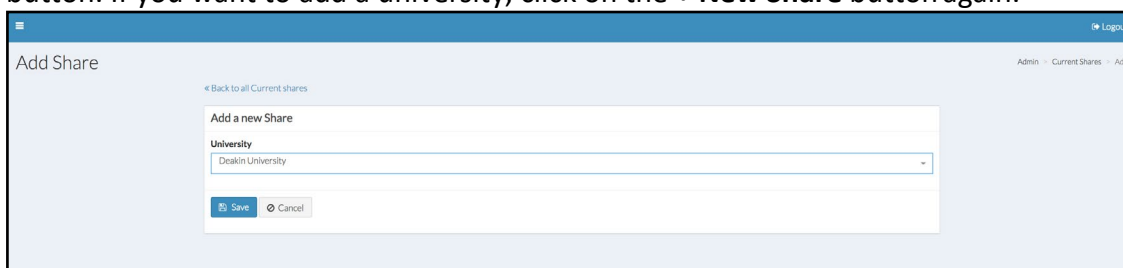 button. If you want to add a university, click on the + New Share button again.
Logou
Add Share
Admin > Current Shares > Ad
« Back to all Current shares
Add a new Share
University
Deakin University
Save Cancel